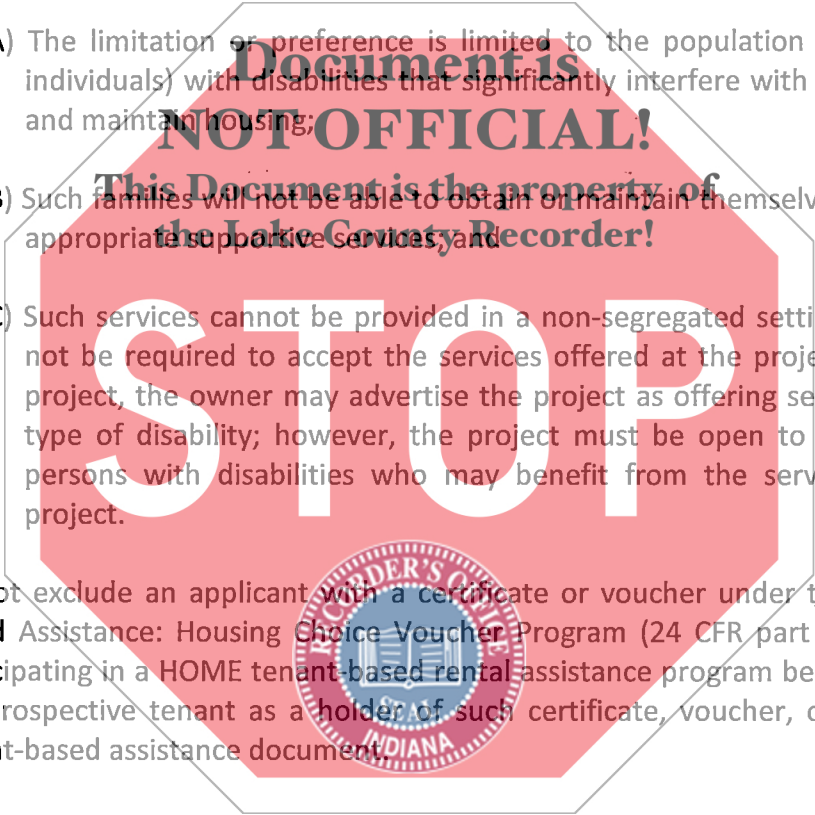 A) The limitation or preference is limited to the population
individuals) with disabilities that significantly interfere with
and maintain housing;
Document is
NOT OFFICIAL!
This Document is the property of
the Lake County Recorder!
B) Such families will not be able to obtain or maintain themselv
appropriate supportive services; and
STOP
C) Such services cannot be provided in a non-segregated setti
not be required to accept the services offered at the proje
project, the owner may advertise the project as offering se
type of disability; however, the project must be open to
persons with disabilities who may benefit from the serv
project.
ot exclude an applicant with a certificate or voucher under t
d Assistance: Housing Choice Voucher Program (24 CFR part
cipating in a HOME tenant-based rental assistance program be
rospective tenant as a holder of such certificate, voucher, o
nt-based assistance document.
RECORDER'S OFFICE
SEAL
INDIANA